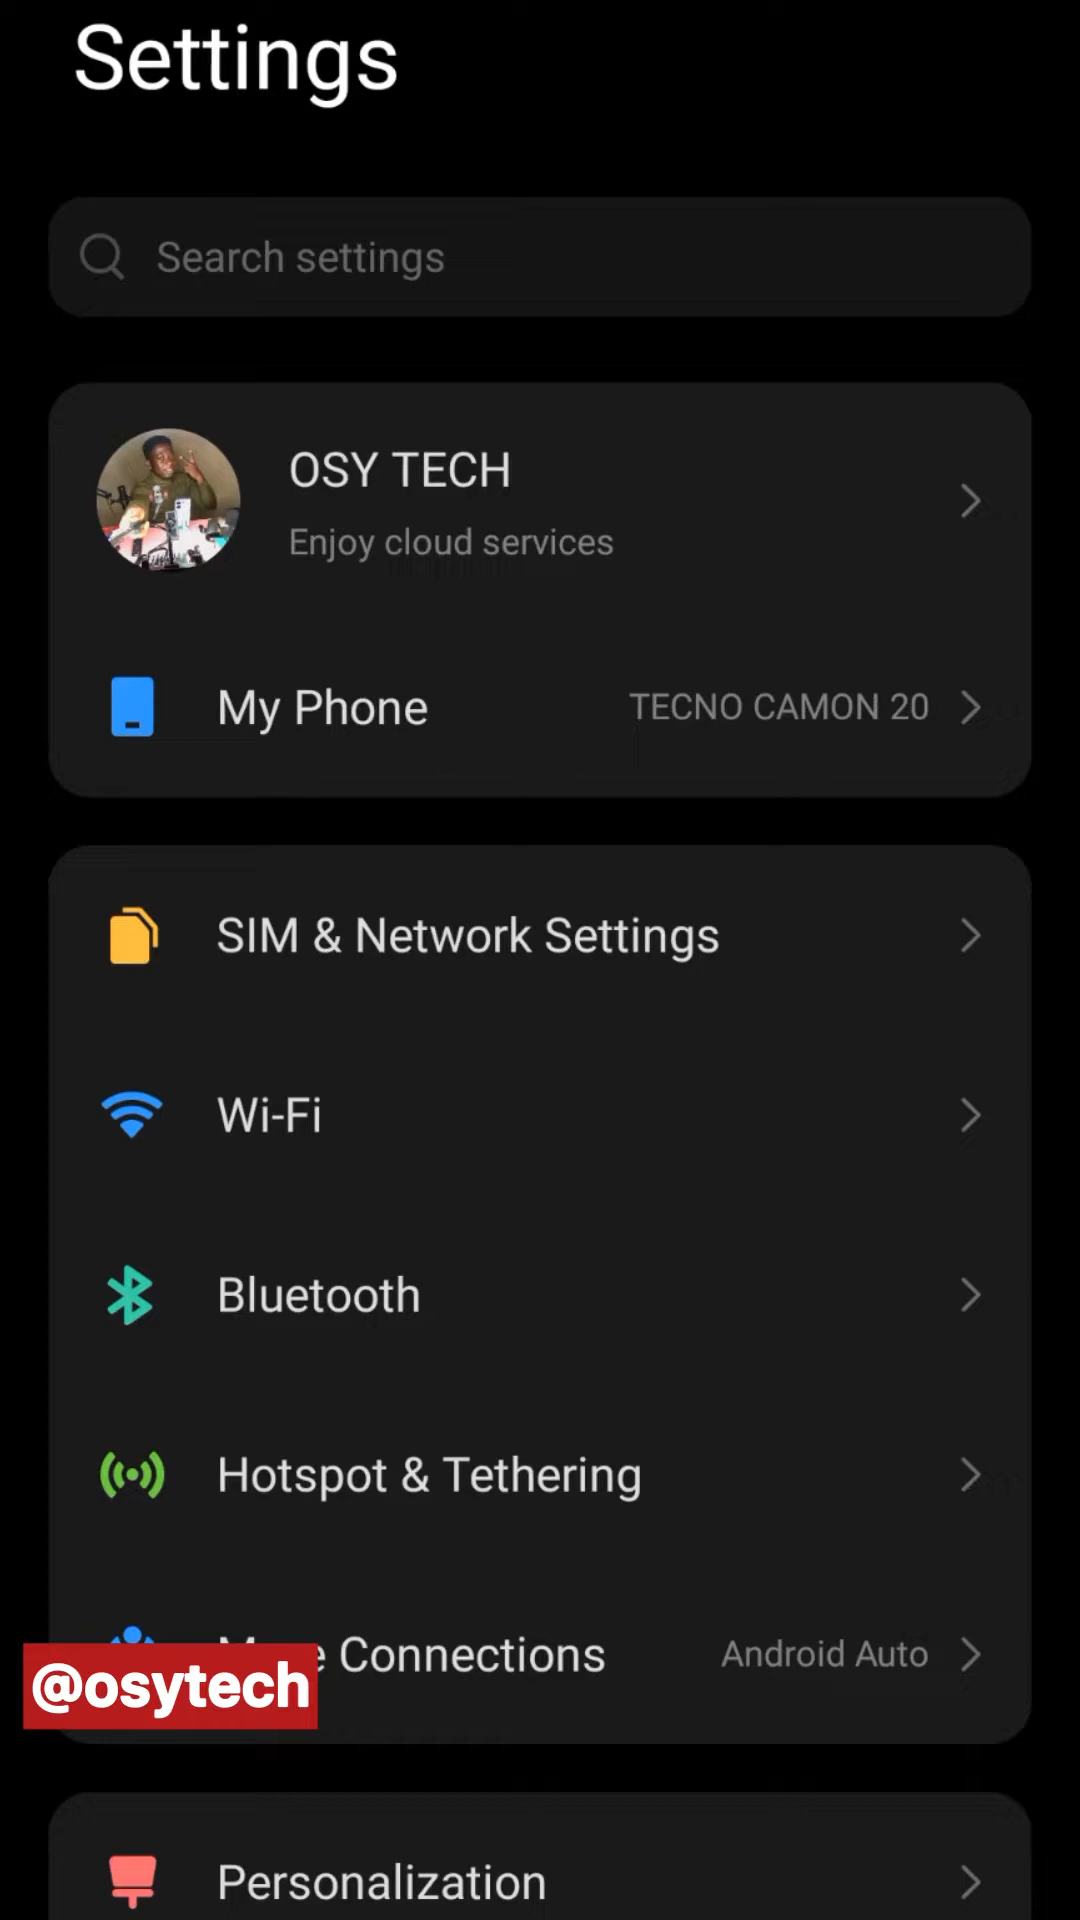 Settings
Search settings
OSY TECH
Enjoy cloud services
My Phone TECNO CAMON 20
SIM & Network Settings
Wi-Fi
Bluetooth
Hotspot & Tethering
Connections Android Auto
@osytech
Personalization